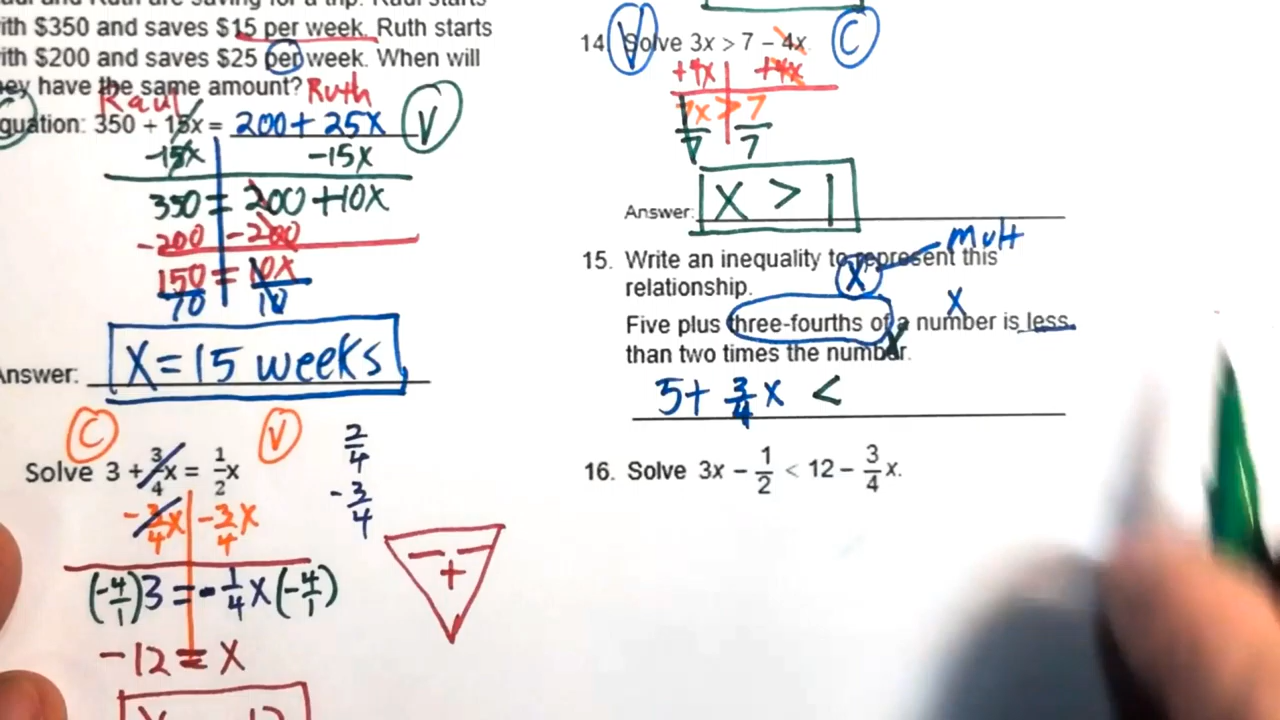 with $350 and saves $15 per week. Ruth starts
with $200 and saves $25 per week. When will
they have the same amount?
Raul Ruth
equation: 350 + 15x = 200 + 25x V
-15x -15x
350 = 200 + 10x
-200 -200
150 = 10x
10 10
Answer: x = 15 weeks
C V
Solve 3 + 3/4x = 1/2x
-3/4x -3/4x
(-4/1)3 = -1/4x(-4/1)
-12 = x
2/4
-3/4
- -
+
V C
14. Solve 3x > 7 – 4x
+4x +4x
7x > 7
7 7
Answer: x > 1
15. Write an inequality to represent this
relationship.
x mult
x
Five plus three-fourths of a number is less
than two times the number.
x
5 + 3/4 x <
16. Solve 3x – 1/2 < 12 – 3/4x.